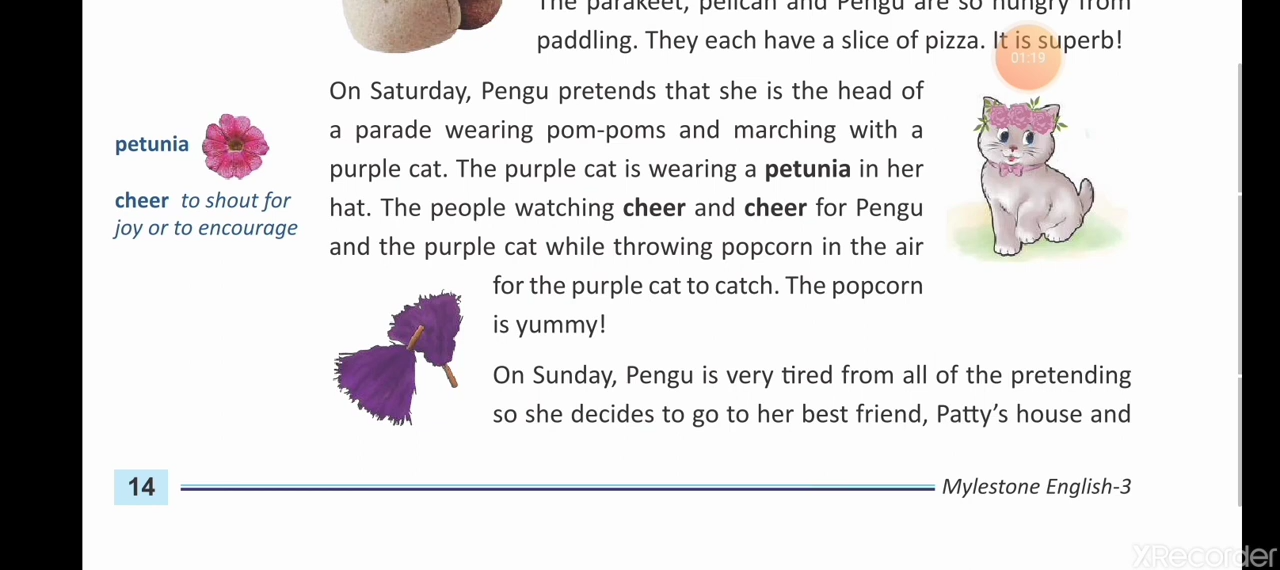 The parakeet, pelican and Pengu are so hungry from
paddling. They each have a slice of pizza. It is superb!
01:19
On Saturday, Pengu pretends that she is the head of
a parade wearing pom-poms and marching with a
purple cat. The purple cat is wearing a petunia in her
hat. The people watching cheer and cheer for Pengu
and the purple cat while throwing popcorn in the air
for the purple cat to catch. The popcorn
is yummy!
petunia
cheer to shout for
joy or to encourage
On Sunday, Pengu is very tired from all of the pretending
so she decides to go to her best friend, Patty's house and
14
Mylestone English-3
XRecorder